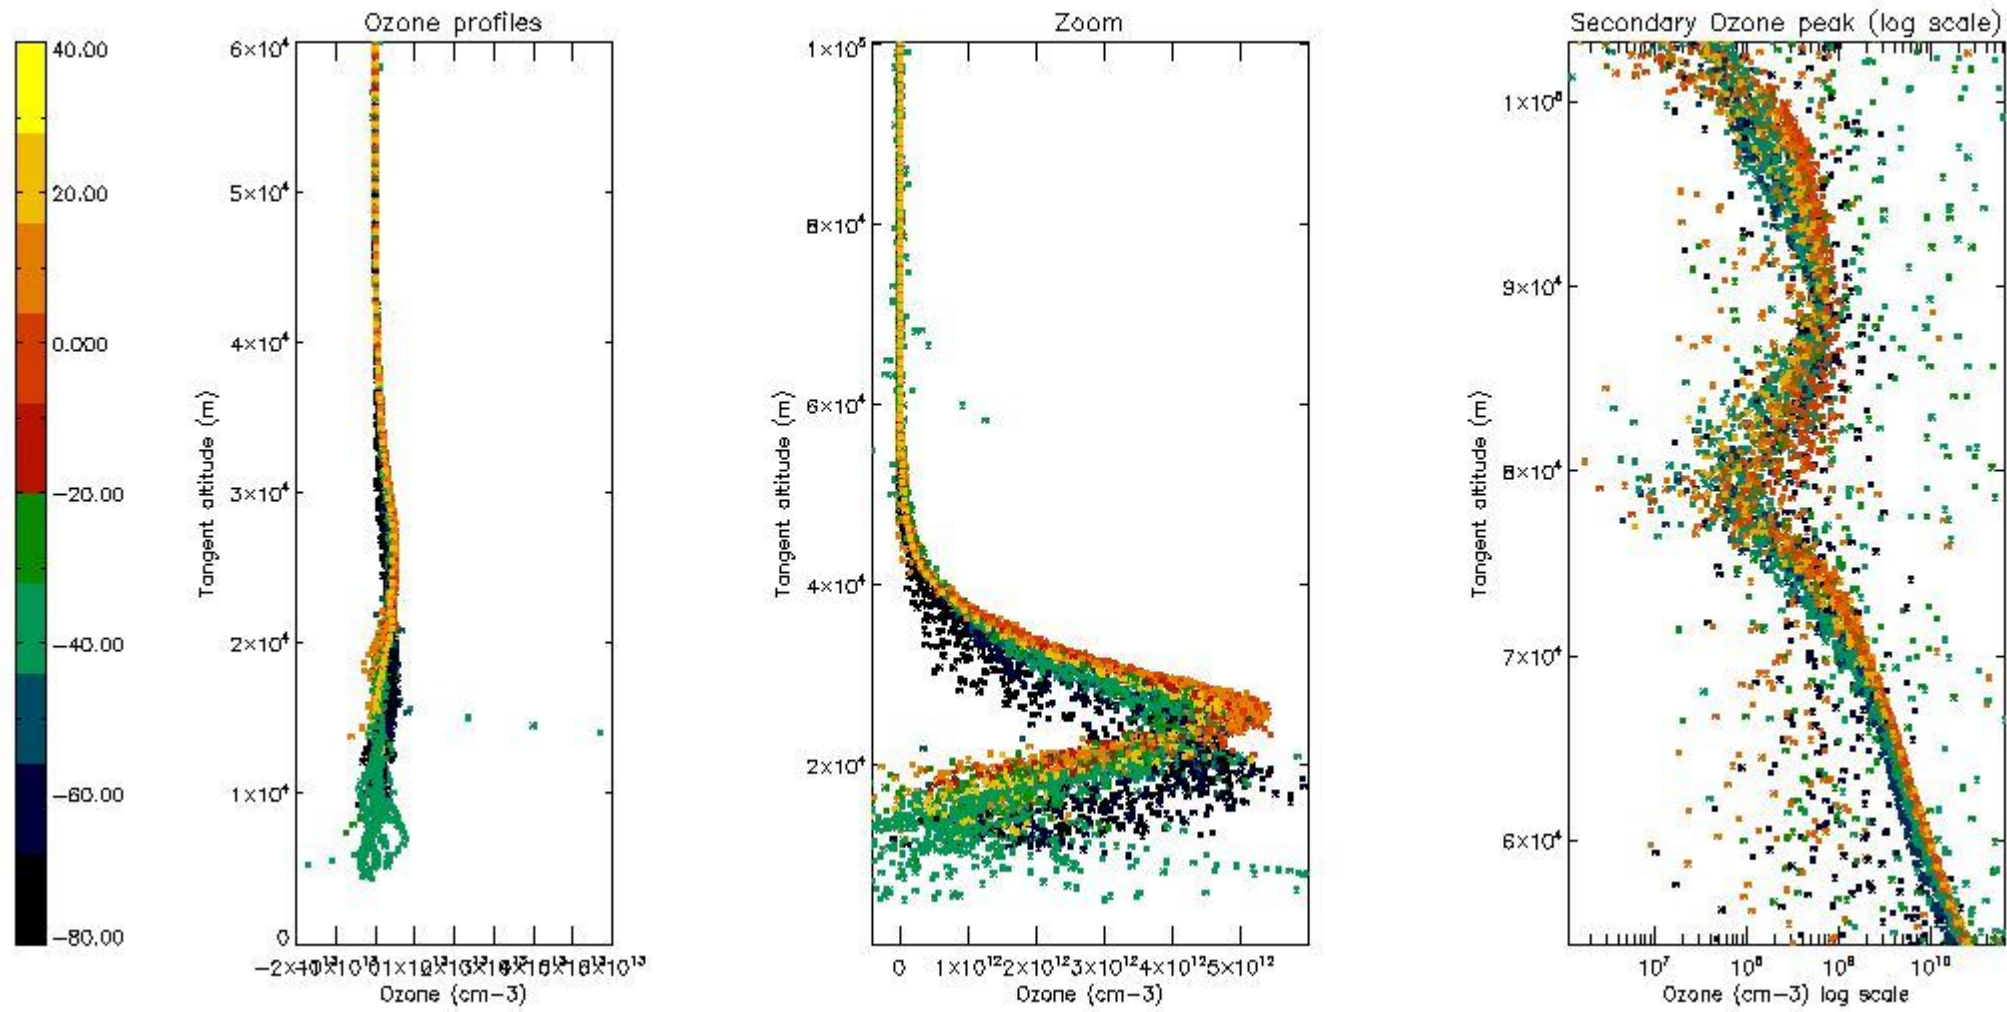 Ozone profiles
Zoom
Secondary Ozone peak (log scale)
40.00
20.00
0.000
−20.00
−40.00
−60.00
−80.00
6×10⁴
5×10⁴
4×10⁴
3×10⁴
2×10⁴
1×10⁴
0
Tangent altitude (m)
Ozone (cm−3)
1×10⁵
8×10⁴
6×10⁴
4×10⁴
2×10⁴
Tangent altitude (m)
0 1×10¹² 2×10¹² 3×10¹² 4×10¹² 5×10¹²
Ozone (cm−3)
9×10⁴
8×10⁴
7×10⁴
6×10⁴
Tangent altitude (m)
10⁷ 10⁸ 10⁹ 10¹⁰
Ozone (cm−3) log scale